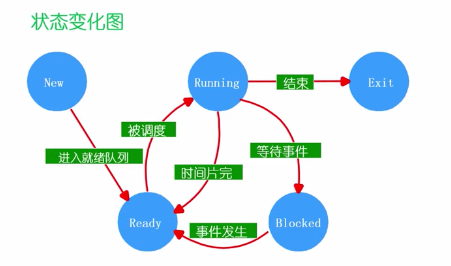 状态变化图
New
Running
结束
Exit
被调度
等待事件
进入就绪队列
时间片完
Ready
Blocked
事件发生